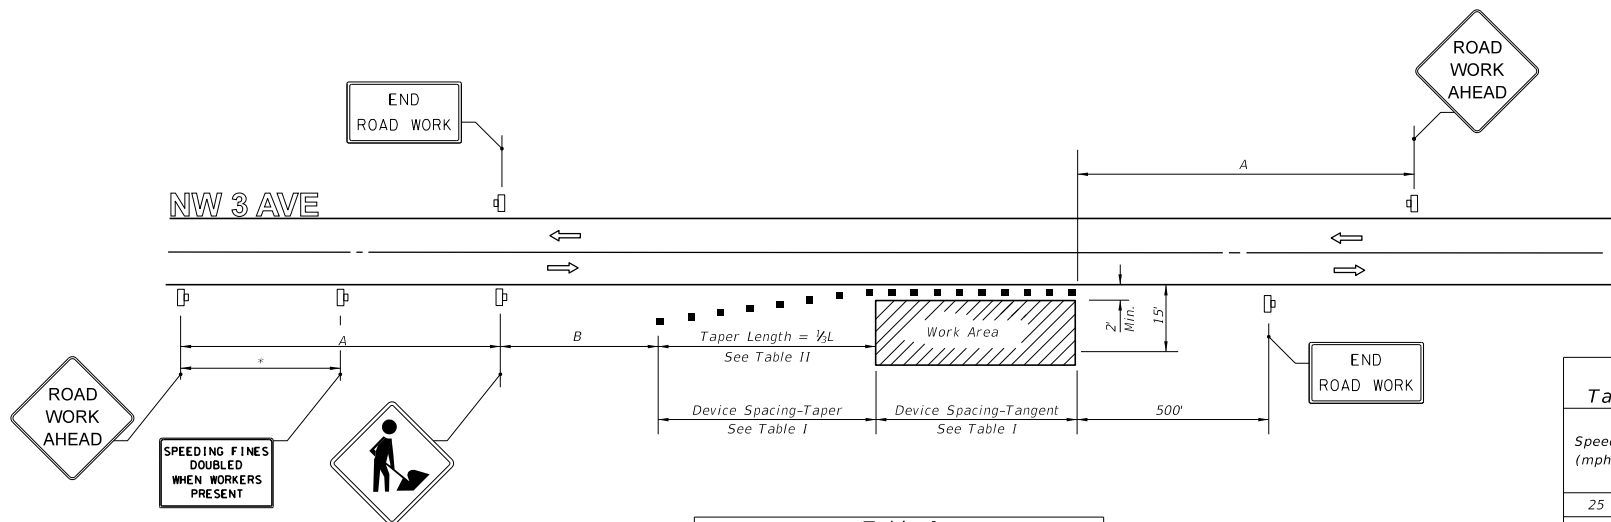 ROAD
WORK
AHEAD
END
ROAD WORK
A
NW 3 AVE
2'
Min.
15'
A
B
Taper Length = ⅓L
See Table II
Work Area
*
END
ROAD WORK
ROAD
WORK
AHEAD
SPEEDING FINES
DOUBLED
WHEN WORKERS
PRESENT
Device Spacing-Taper
See Table I
Device Spacing-Tangent
See Table I
500'
(mph
25